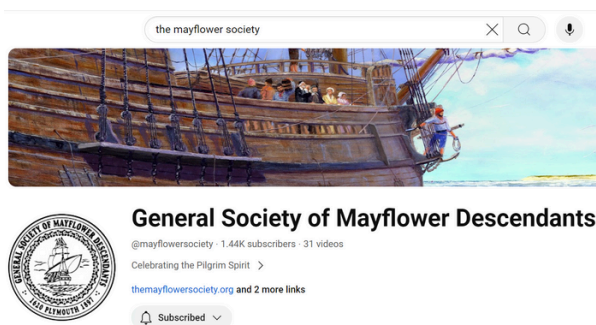 the mayflower society
General Society of Mayflower Descendants
@mayflowersociety · 1.44K subscribers · 31 videos
Celebrating the Pilgrim Spirit
themayflowersociety.org and 2 more links
GENERAL SOCIETY OF MAYFLOWER DESCENDANTS
1620 PLYMOUTH 1897
Subscribed